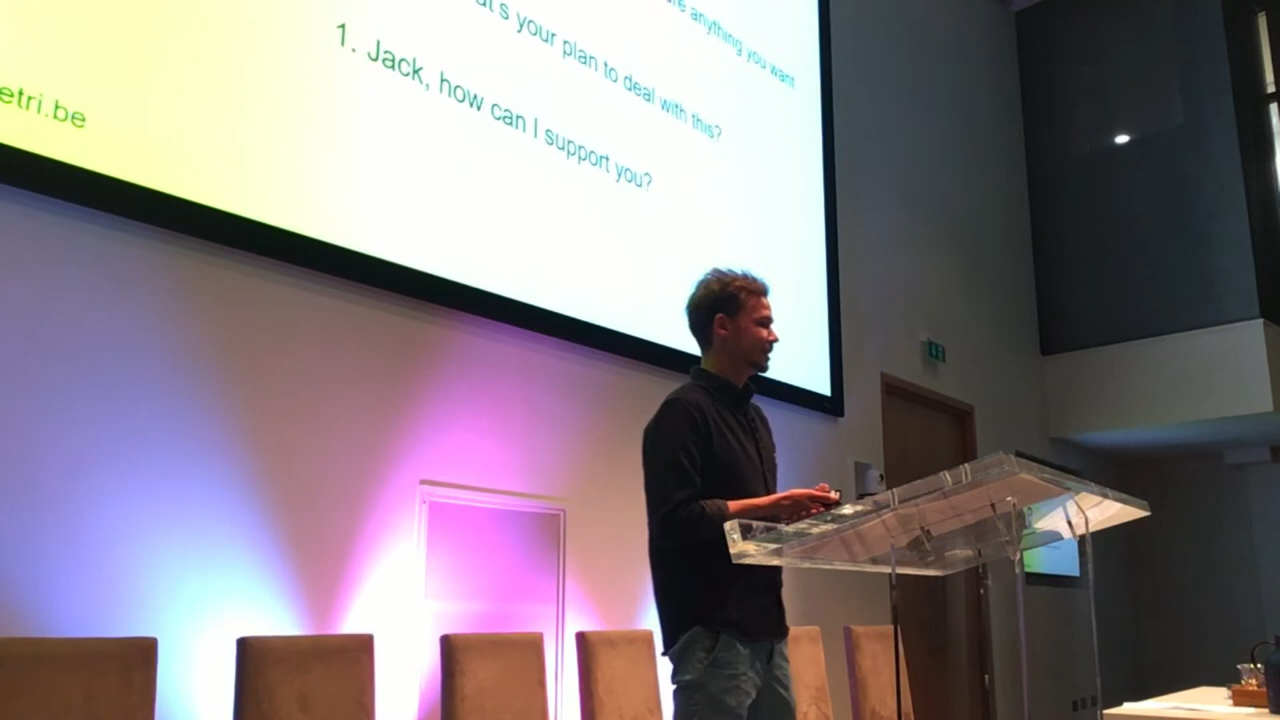 anything you want
your plan to deal with this?
1. Jack, how can I support you?
etri.be